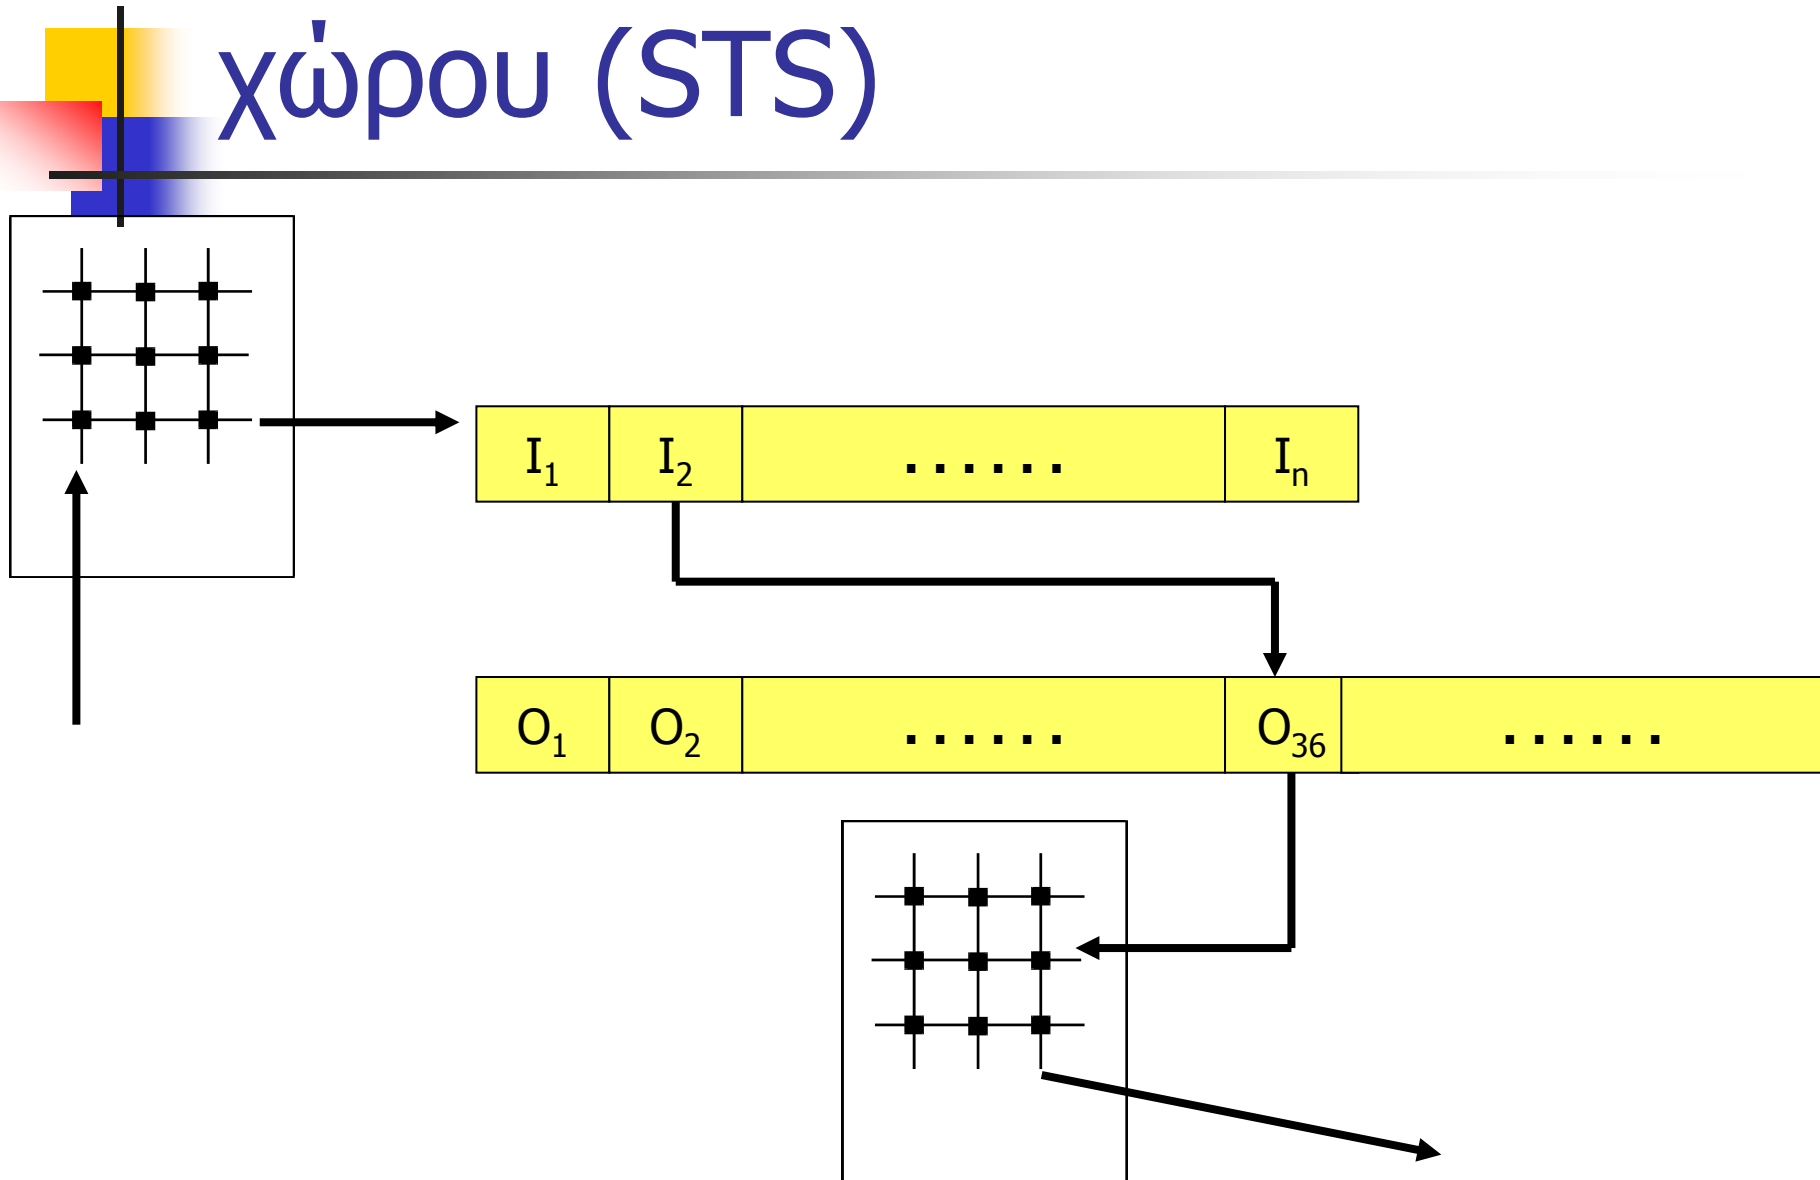 χώρου (STS)
I₁ I₂ ...... Iₙ
O₁ O₂ ...... O₃₆ ......